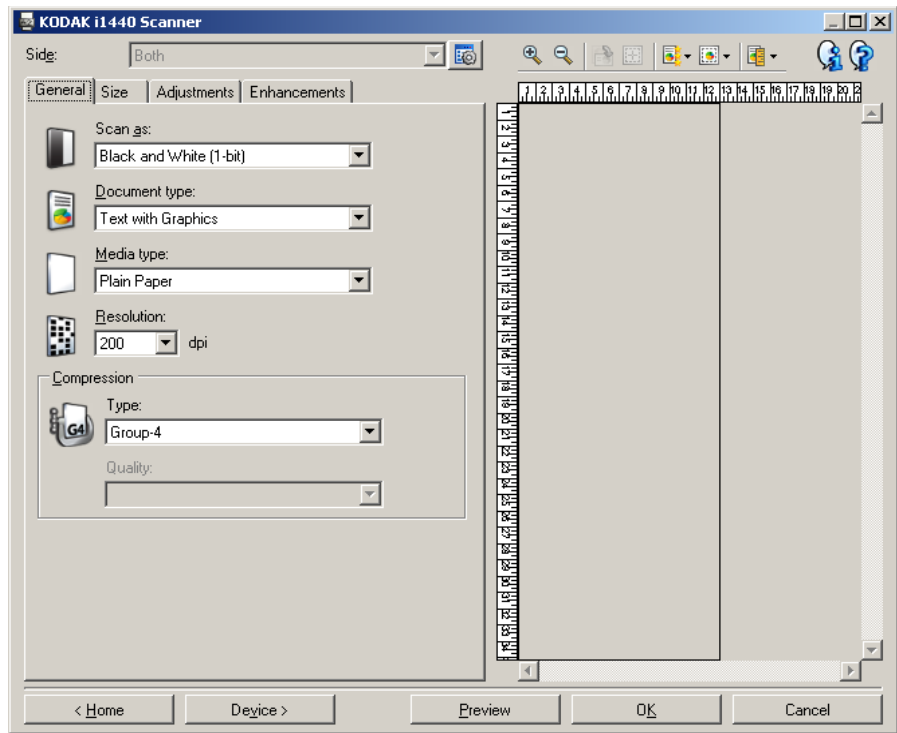 KODAK i1440 Scanner
Side:
Both
General
Size
Adjustments
Enhancements
Scan as:
Black and White (1-bit)
Document type:
Text with Graphics
Media type:
Plain Paper
Resolution:
200
dpi
Compression
Type:
G4
Group-4
Quality:
< Home
Device >
Preview
OK
Cancel
1 2 3 4 5 6 7 8 9 10 11 12 13 14 15 16 17 18 19 20 2